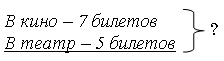 В кино – 7 билетов
В театр – 5 билетов
?